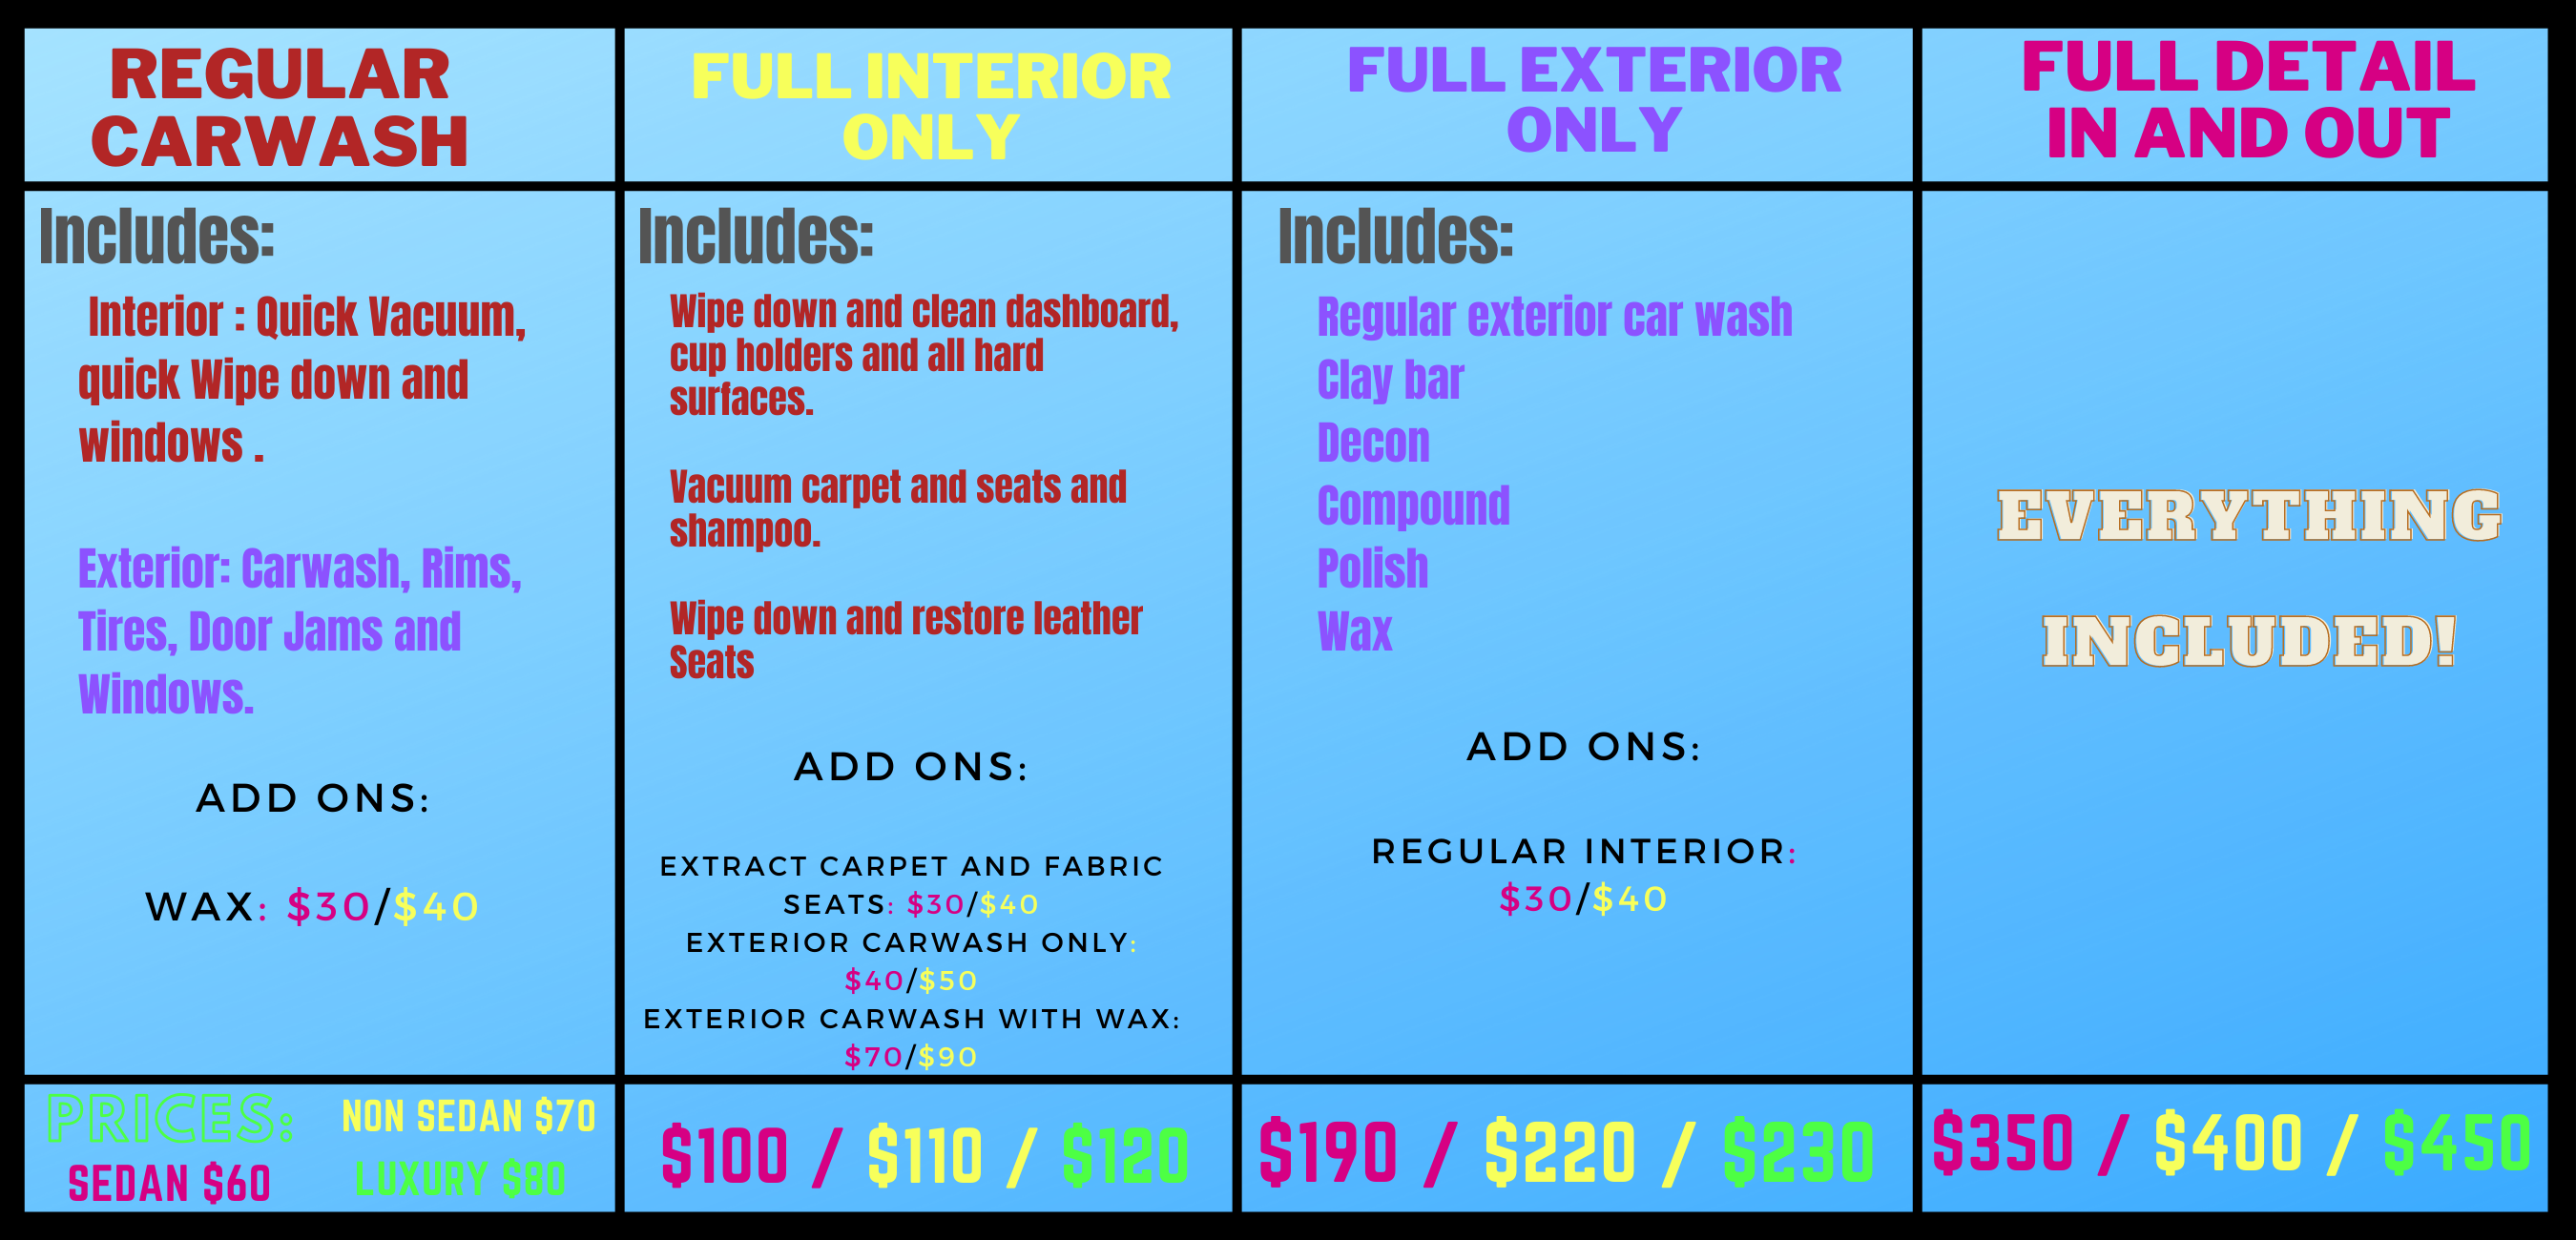 REGULAR
CARWASH
FULL INTERIOR
ONLY
FULL EXTERIOR
ONLY
FULL DETAIL
IN AND OUT
Includes:
Interior : Quick Vacuum,
quick Wipe down and
windows .
Exterior: Carwash, Rims,
Tires, Door Jams and
Windows.
ADD ONS:
WAX: $30/$40
Includes:
Wipe down and clean dashboard,
cup holders and all hard
surfaces.
Vacuum carpet and seats and
shampoo.
Wipe down and restore leather
Seats
ADD ONS:
EXTRACT CARPET AND FABRIC
SEATS: $30/$40
EXTERIOR CARWASH ONLY:
$40/$50
EXTERIOR CARWASH WITH WAX:
$70/$90
Includes:
Regular exterior car wash
Clay bar
Decon
Compound
Polish
Wax
ADD ONS:
REGULAR INTERIOR:
$30/$40
EVERYTHING
INCLUDED!
PRICES:
SEDAN $60
NON SEDAN $70
LUXURY $80
$100 / $110 / $120
$190 / $220 / $230
$350 / $400 / $450